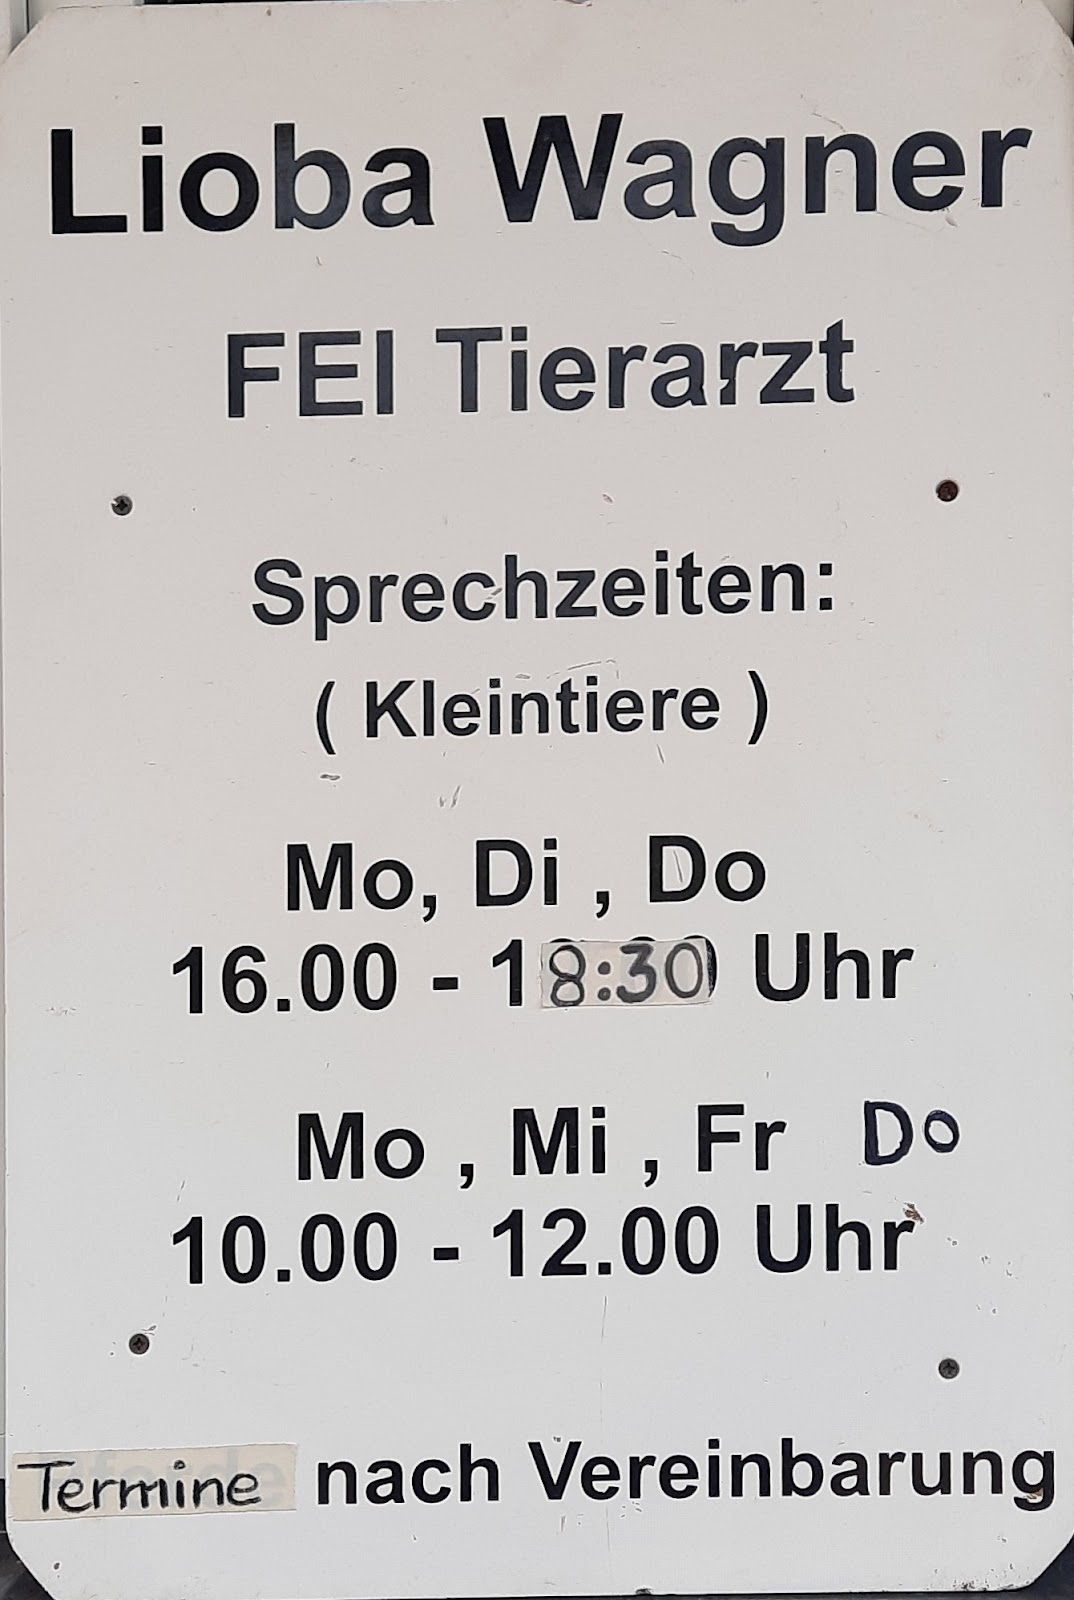 Lioba Wagner
FEI Tierarzt
Sprechzeiten:
( Kleintiere )
Mo, Di , Do
16.00 - 18:30 Uhr
Mo , Mi , Fr Do
10.00 - 12.00 Uhr
Termine nach Vereinbarung